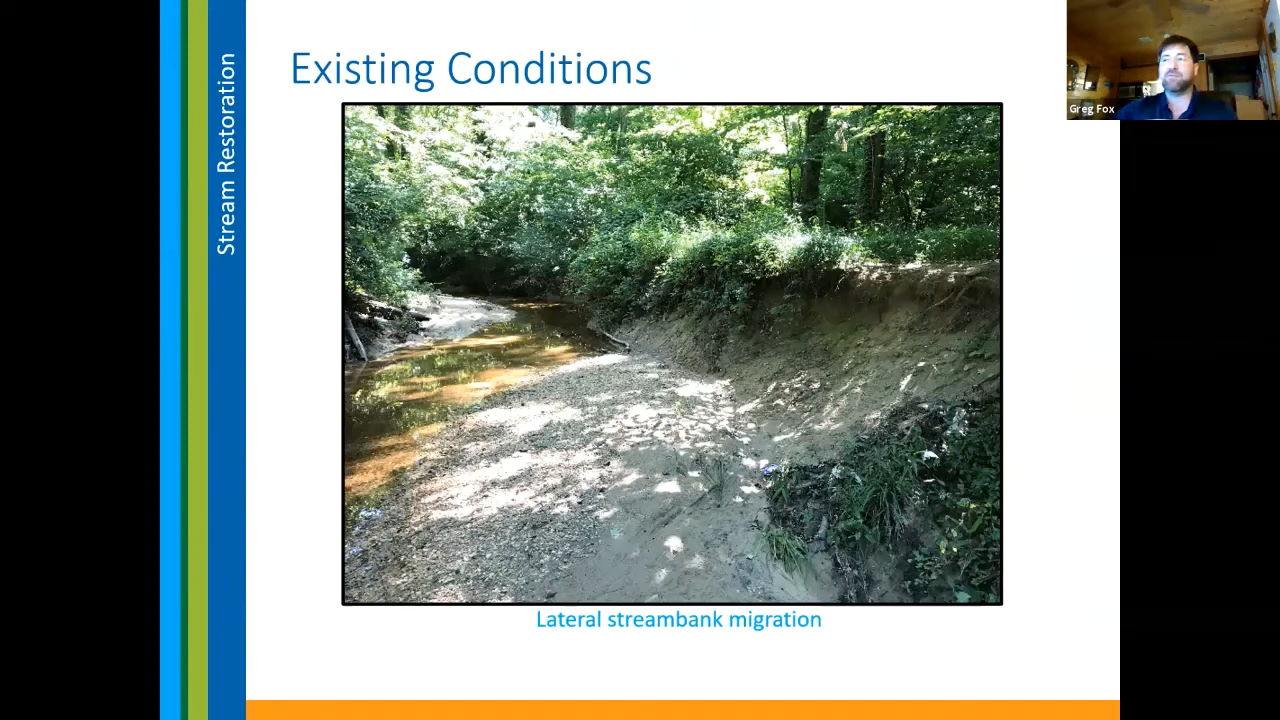 Stream Restoration
Existing Conditions
Greg Fox
Lateral streambank migration